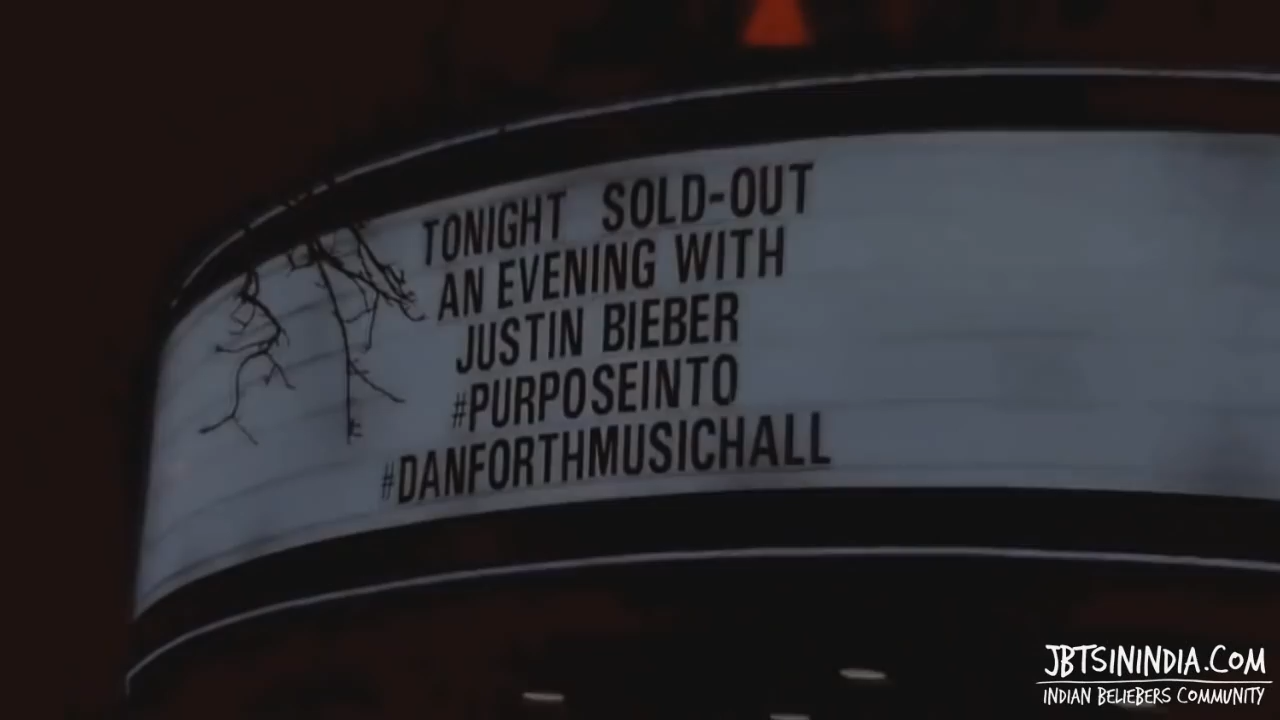 TONIGHT SOLD-OUT
AN EVENING WITH
JUSTIN BIEBER
#PURPOSEINTO
#DANFORTHMUSICHALL
JBTSININDIA.COM
INDIAN BELIEBERS COMMUNITY